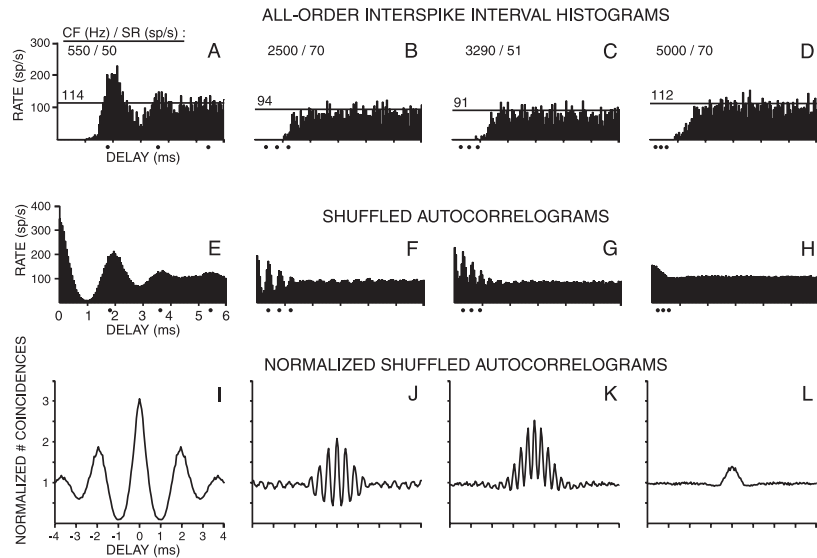 ALL-ORDER INTERSPIKE INTERVAL HISTOGRAMS
CF (Hz) / SR (sp/s) :
550 / 50
A
2500 / 70
B
3290 / 51
C
5000 / 70
D
RATE (sp/s)
300
200
100
114
94
91
112
DELAY (ms)
SHUFFLED AUTOCORRELOGRAMS
RATE (sp/s)
400
300
200
100
E
F
G
H
0 1 2 3 4 5 6
DELAY (ms)
NORMALIZED SHUFFLED AUTOCORRELOGRAMS
NORMALIZED # COINCIDENCES
3
2
1
I
J
K
L
-4 -3 -2 -1 0 1 2 3 4
DELAY (ms)